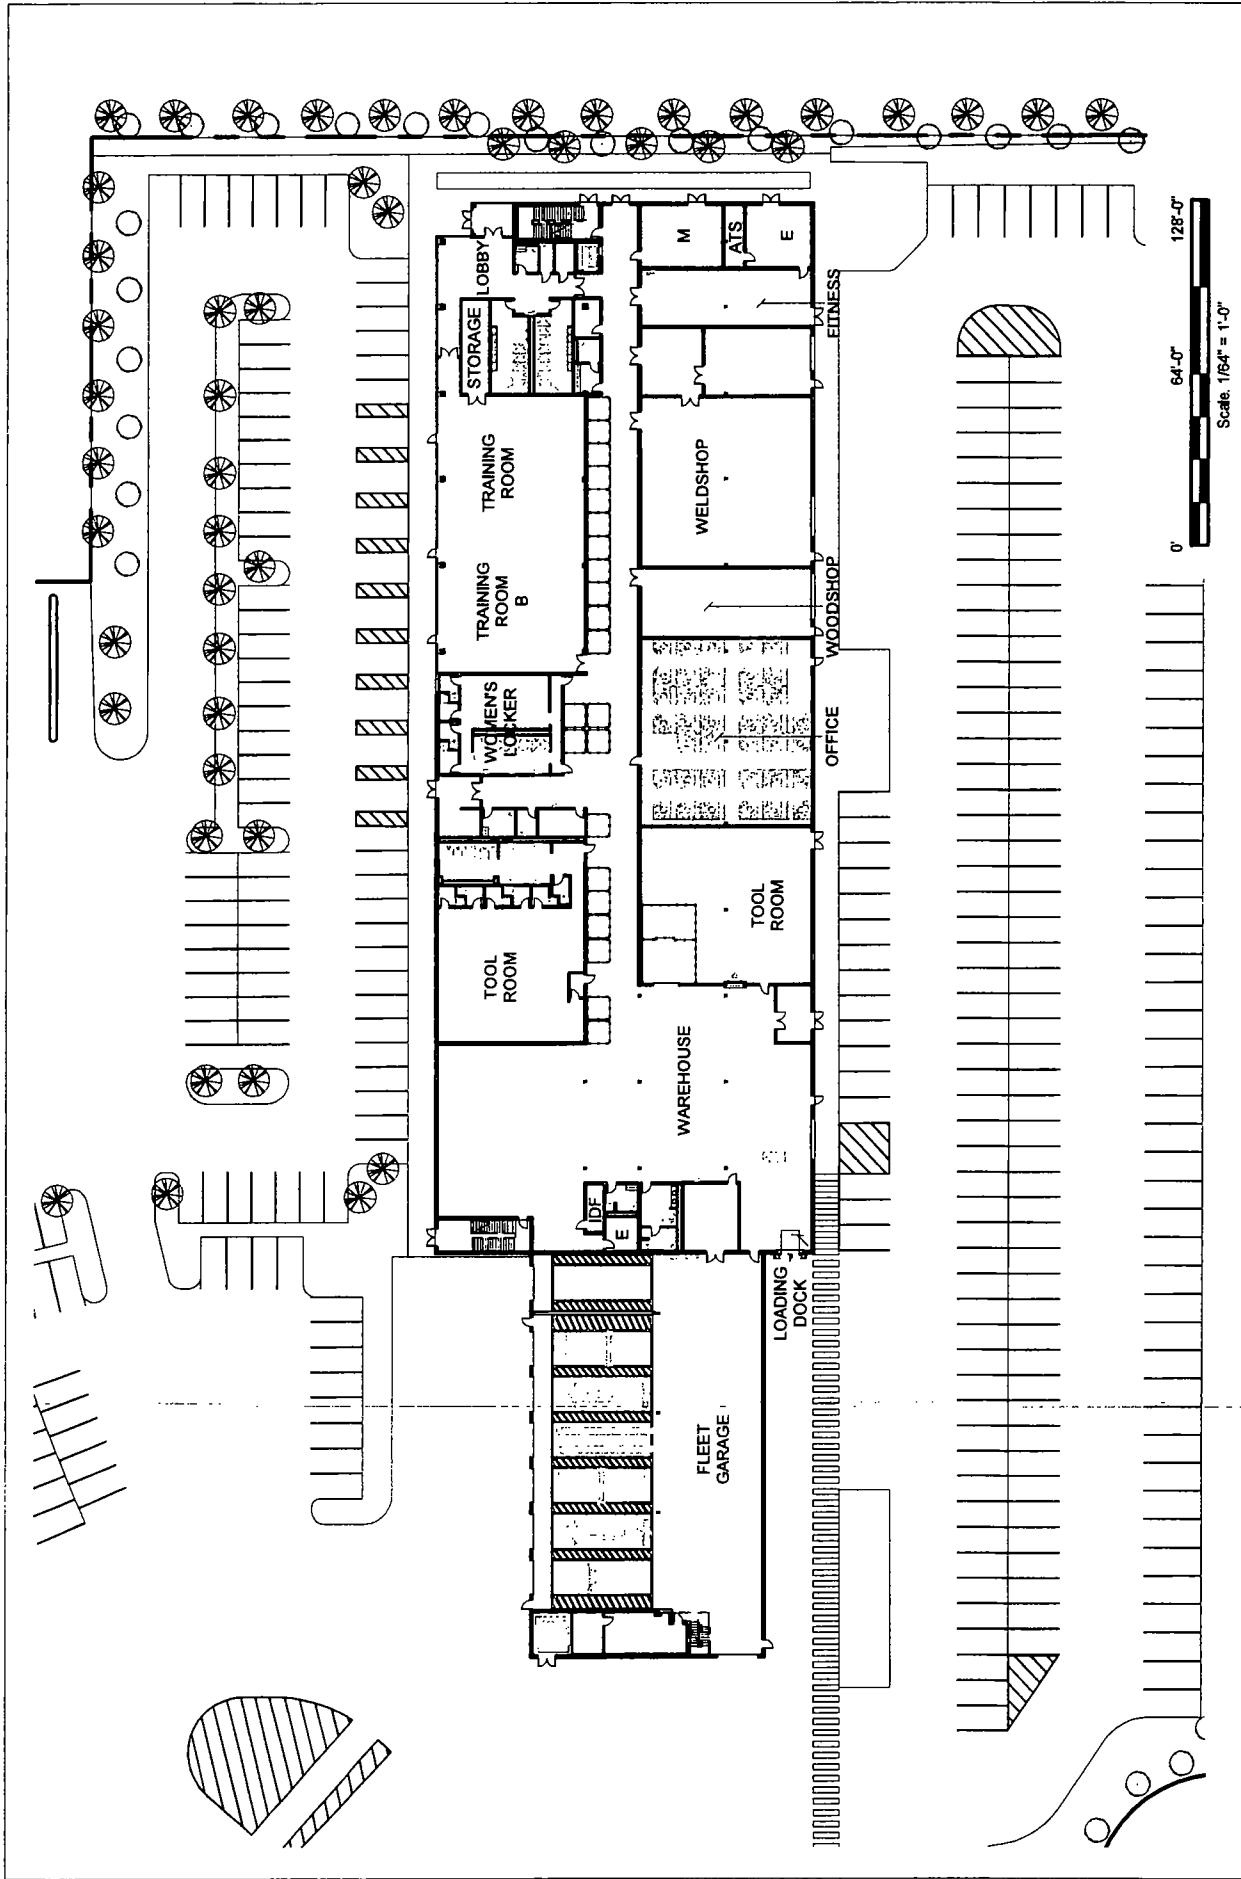 LOBBY
STORAGE
TRAINING
ROOM
TRAINING
ROOM
B
WOMEN'S
LOCKER
TOOL
ROOM
M
ATS
E
FITNESS
WELDSHOP
WOODSHOP
OFFICE
TOOL
ROOM
WAREHOUSE
IDF
E
LOADING
DOCK
FLEET
GARAGE
0'
64'-0"
128'-0"
Scale. 1/64" = 1'-0"